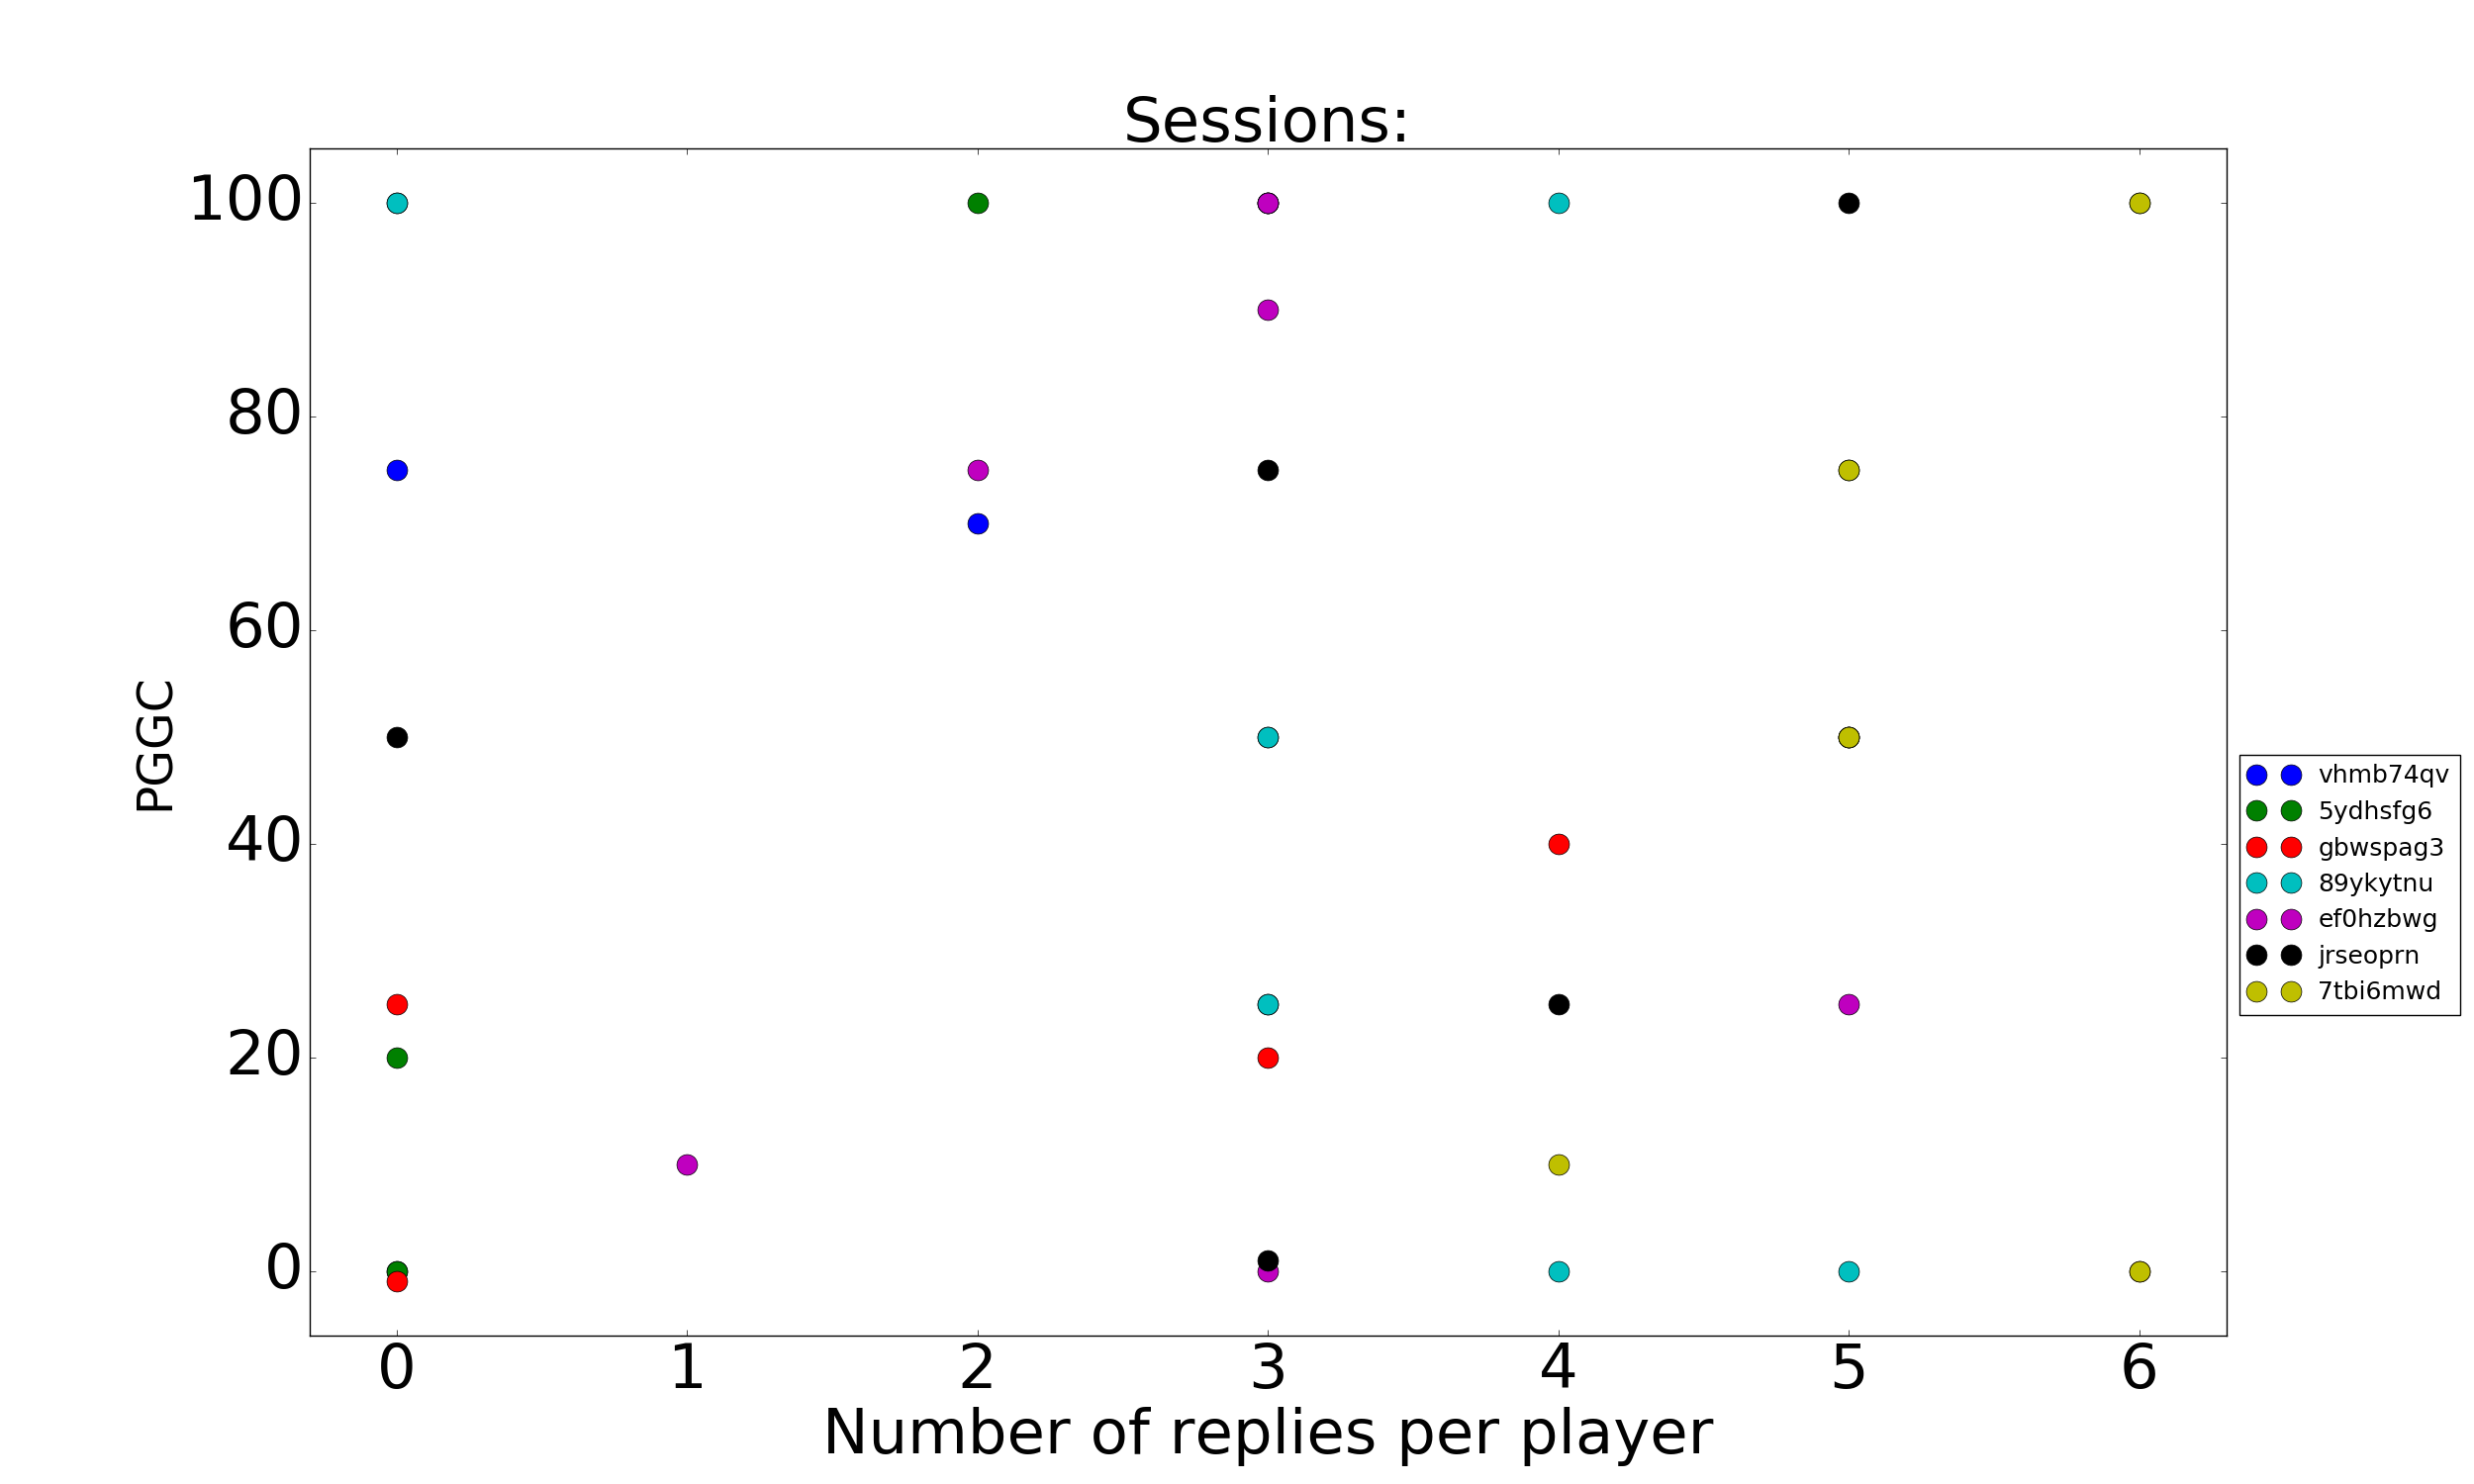 Sessions:
100
80
60
40
20
0
PGGC
0 1 2 3 4 5 6
Number of replies per player
vhmb74qv
5ydhsfg6
gbwspag3
89ykytnu
ef0hzbwg
jrseoprn
7tbi6mwd